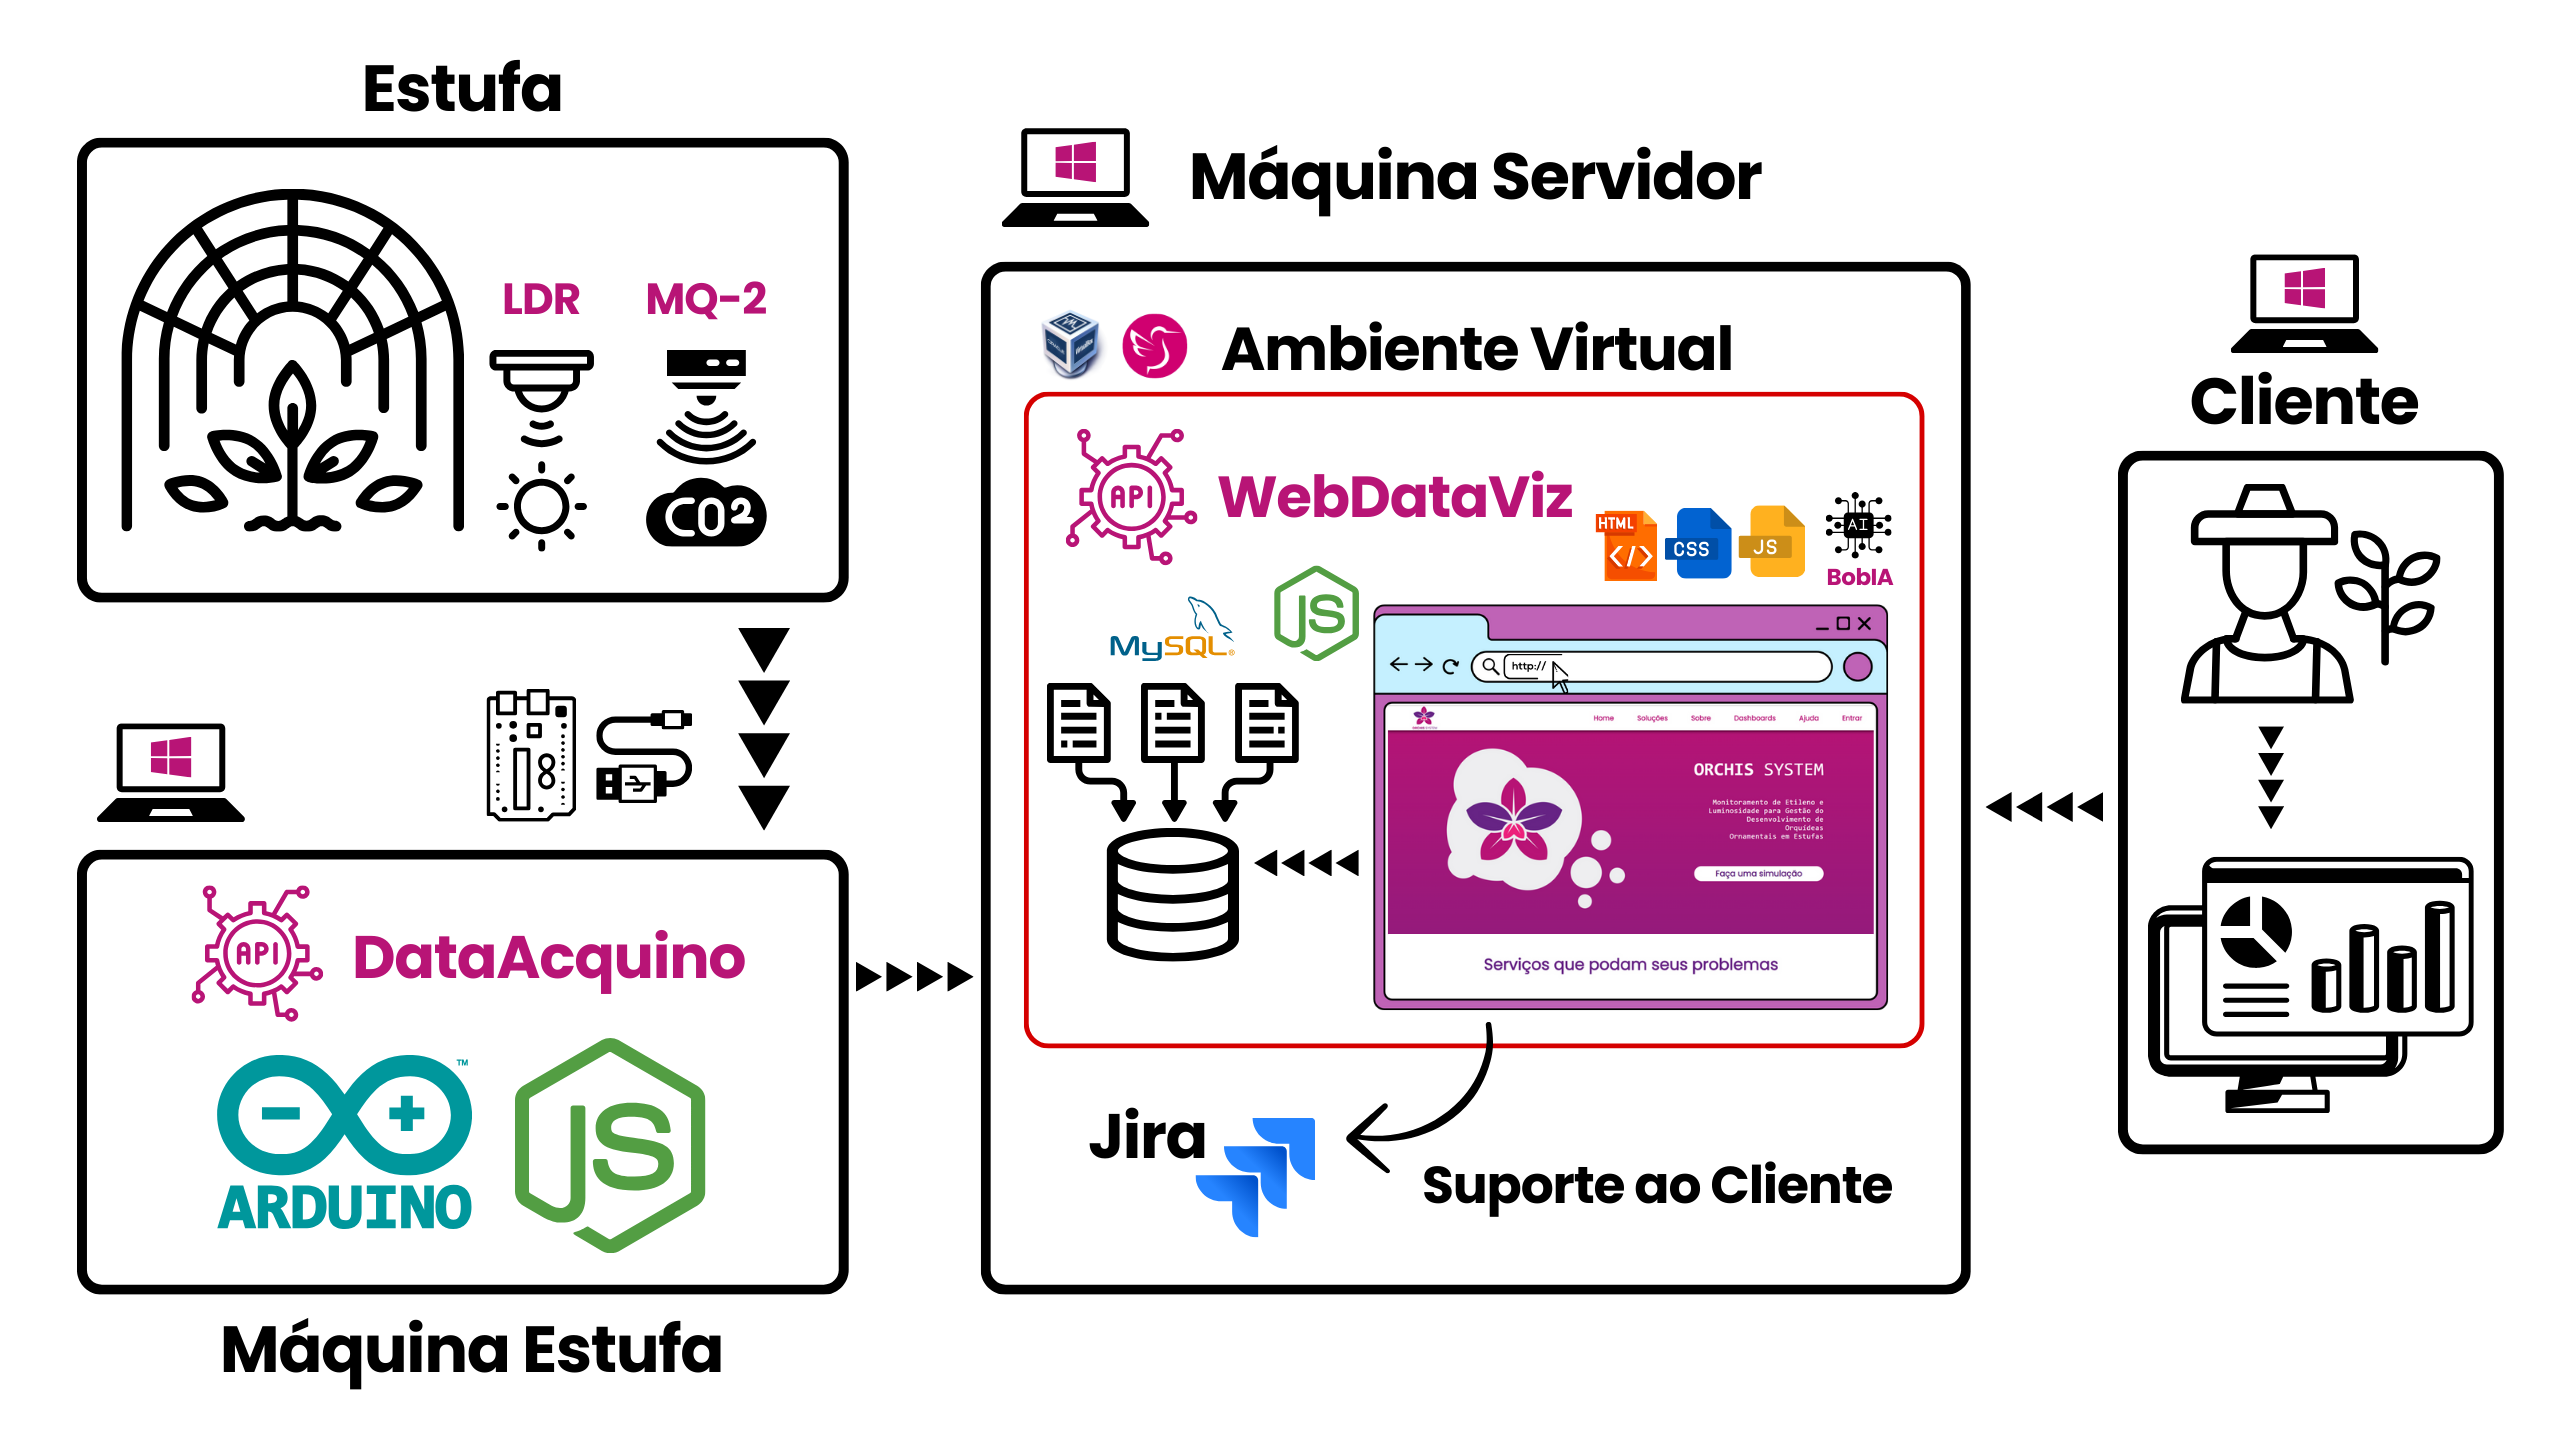 Estufa
LDR
MQ-2
CO2
API
DataAcquino
ARDUINO
TM
JS
Máquina Estufa
Máquina Servidor
Ambiente Virtual
API
WebDataViz
HTML
</>
CSS
JS
AI
BobIA
MySQL®
JS
http://
Home Soluções Sobre Dashboards Ajuda Entrar
ORCHIS SYSTEM
Monitoramento de Etileno e
Luminosidade para Gestão do
Desenvolvimento de
Orquídeas
Ornamentais em Estufas
Faça uma simulação
Serviços que podam seus problemas
Jira
Suporte ao Cliente
Cliente